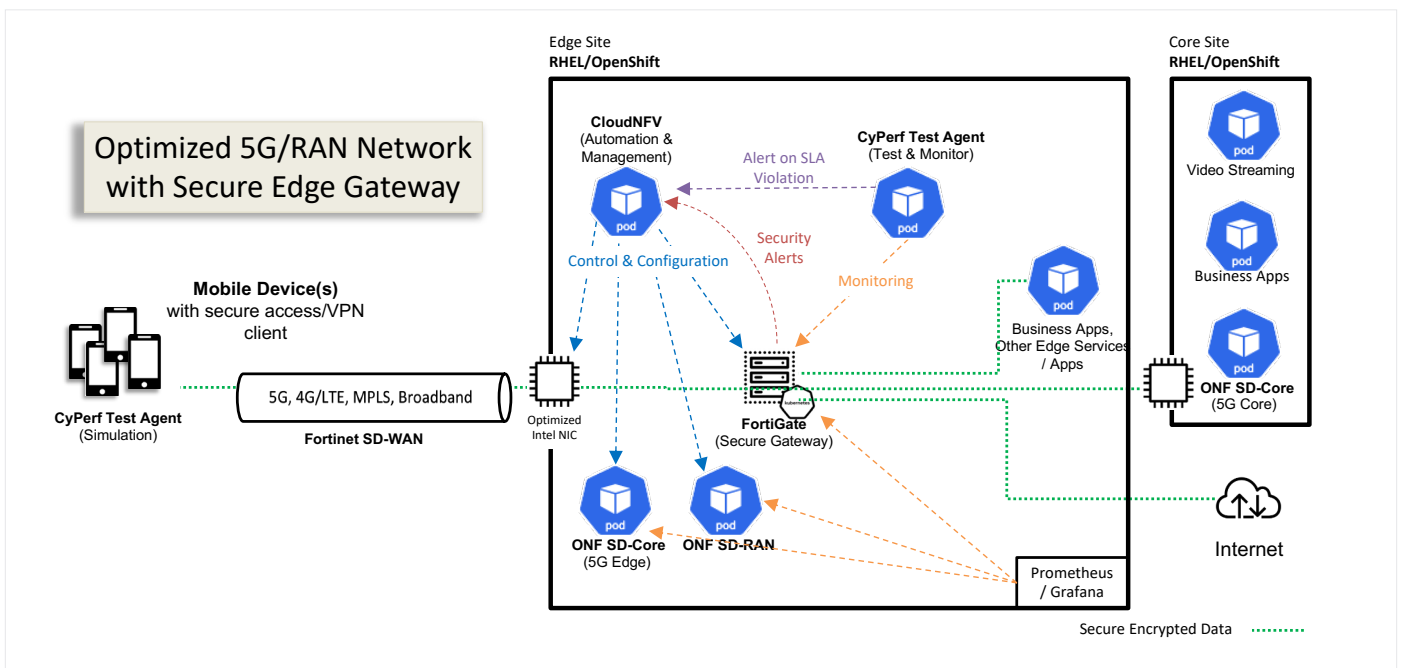 Edge Site
RHEL/OpenShift
Core Site
RHEL/OpenShift
Optimized 5G/RAN Network
with Secure Edge Gateway
CloudNFV
(Automation &
Management)
pod
Alert on SLA
Violation
CyPerf Test Agent
(Test & Monitor)
pod
pod
Video Streaming
Security
Alerts
Control & Configuration
Monitoring
pod
Business Apps,
Other Edge Services
/ Apps
pod
Business Apps
pod
ONF SD-Core
(5G Core)
Mobile Device(s)
with secure access/VPN
client
CyPerf Test Agent
(Simulation)
5G, 4G/LTE, MPLS, Broadband
Fortinet SD-WAN
Optimized
Intel NIC
kubernetes
FortiGate
(Secure Gateway)
pod
ONF SD-Core
(5G Edge)
pod
ONF SD-RAN
Internet
Prometheus
/ Grafana
Secure Encrypted Data